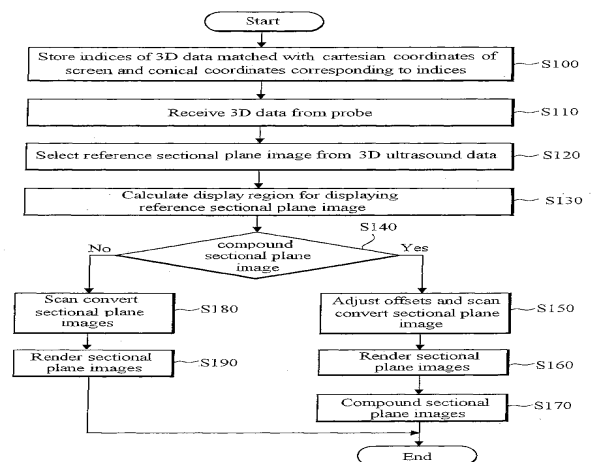 Start
Store indices of 3D data matched with cartesian coordinates of
screen and conical coordinates corresponding to indices
S100
Receive 3D data from probe
S110
Select reference sectional plane image from 3D ultrasound data
S120
Calculate display region for displaying
reference sectional plane image
S130
S140
No
compound
sectional plane
image
Yes
Scan convert
sectional plane
images
S180
Adjust offsets and scan
convert sectional plane
image
S150
Render sectional
plane images
S190
Render sectional
plane images
S160
Compound sectional
plane images
S170
End